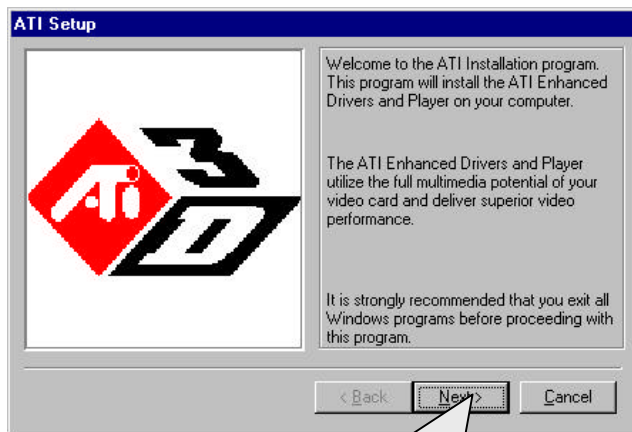 ATI Setup
Welcome to the ATI Installation program.
This program will install the ATI Enhanced
Drivers and Player on your computer.
The ATI Enhanced Drivers and Player
utilize the full multimedia potential of your
video card and deliver superior video
performance.
It is strongly recommended that you exit all
Windows programs before proceeding with
this program.
ATi 3D
< Back Next > Cancel